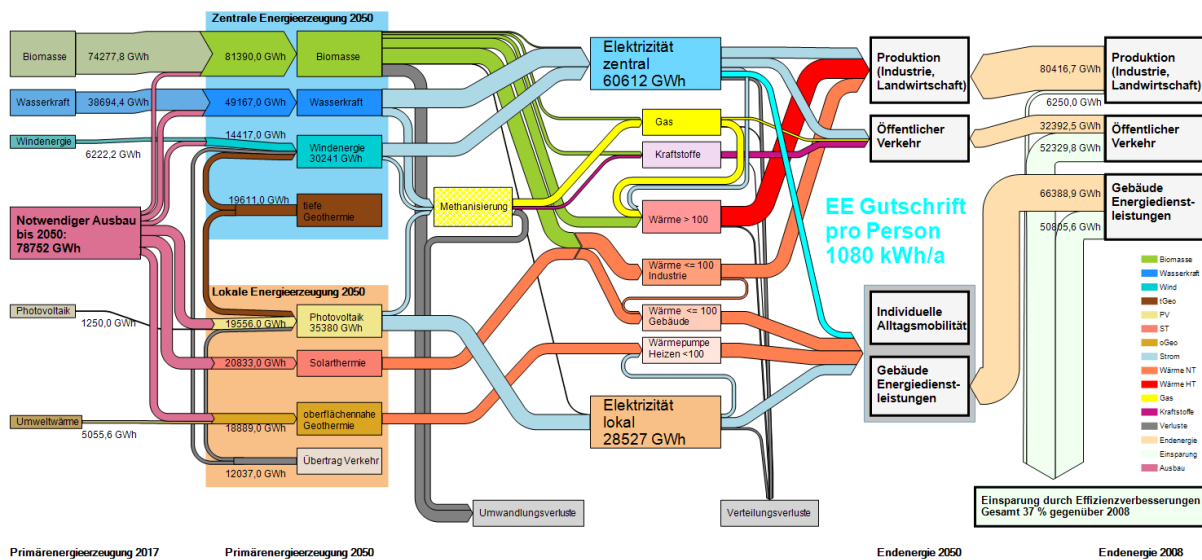 Zentrale Energieerzeugung 2050
Biomasse
74277,8 GWh
81390,0 GWh
Biomasse
Wasserkraft
38694,4 GWh
49167,0 GWh
Wasserkraft
Windenergie
6222,2 GWh
14417,0 GWh
Windenergie
30241 GWh
19611,0 GWh
tiefe
Geothermie
Notwendiger Ausbau
bis 2050:
78752 GWh
Lokale Energieerzeugung 2050
Photovoltaik
1250,0 GWh
19556,0 GWh
Photovoltaik
35380 GWh
20833,0 GWh
Solarthermie
Umweltwärme
5055,6 GWh
18889,0 GWh
oberflächennahe
Geothermie
12037,0 GWh
Übertrag Verkehr
Methanisierung
Umwandlungsverluste
Elektrizität
zentral
60612 GWh
Gas
Kraftstoffe
Wärme > 100
Wärme <= 100
Industrie
Wärme <= 100
Gebäude
Wärmepumpe
Heizen <100
Elektrizität
lokal
28527 GWh
Verteilungsverluste
EE Gutschrift
pro Person
1080 kWh/a
Produktion
(Industrie,
Landwirtschaft)
Öffentlicher
Verkehr
Individuelle
Alltagsmobilität
Gebäude
Energiedienst-
leistungen
80416,7 GWh
6250,0 GWh
32392,5 GWh
52329,8 GWh
66388,9 GWh
50805,6 GWh
Produktion
(Industrie,
Landwirtschaft)
Öffentlicher
Verkehr
Gebäude
Energiedienst-
leistungen
Biomasse
Wasserkraft
Wind
tGeo
PV
ST
oGeo
Strom
Wärme NT
Wärme HT
Gas
Kraftstoffe
Verluste
Endenergie
Einsparung
Ausbau
Einsparung durch Effizienzverbesserungen
Gesamt 37 % gegenüber 2008
Primärenergieerzeugung 2017
Primärenergieerzeugung 2050
Endenergie 2050
Endenergie 2008